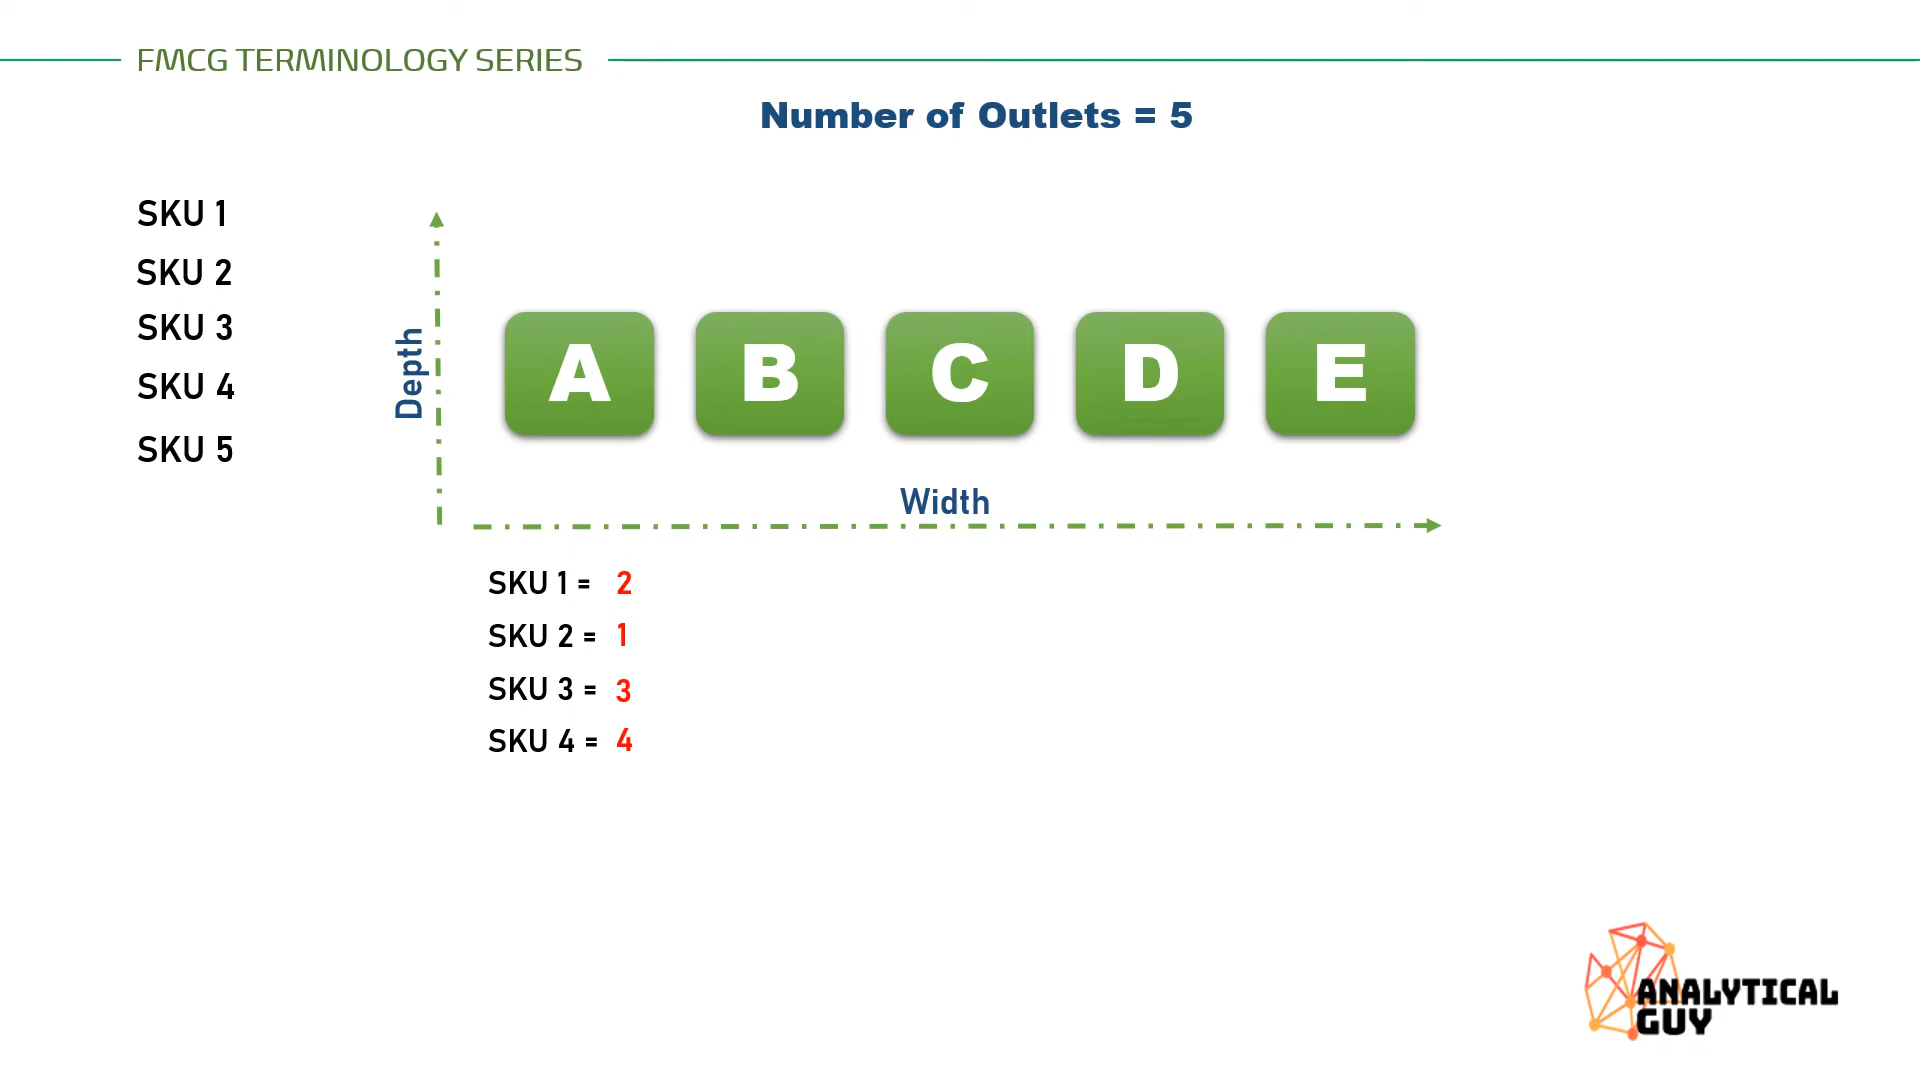 FMCG TERMINOLOGY SERIES
Number of Outlets = 5
SKU 1
SKU 2
SKU 3
SKU 4
SKU 5
Depth
A B C D E
Width
SKU 1 = 2
SKU 2 = 1
SKU 3 = 3
SKU 4 = 4
ANALYTICAL
GUY